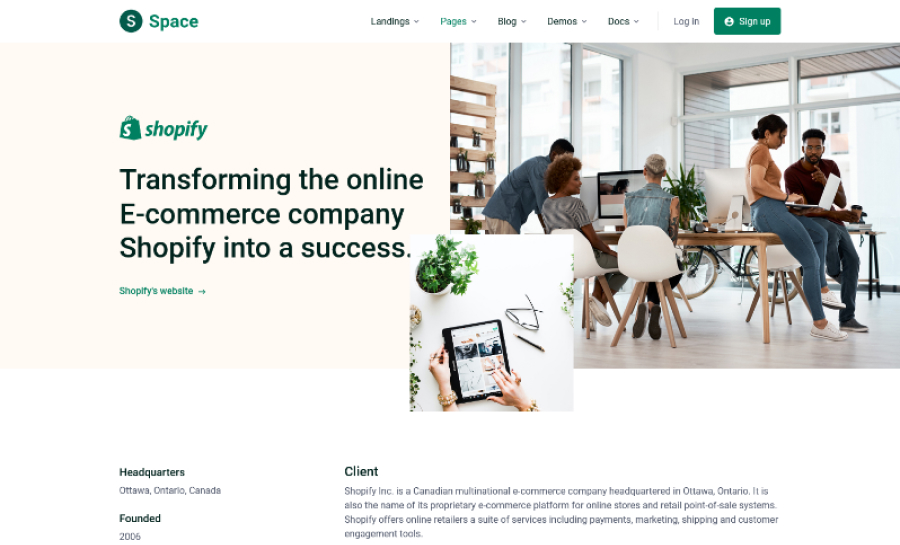 S Space
Landings Pages Blog Demos Docs Log in Sign up
shopify
Transforming the online
E-commerce company
Shopify into a success.
Shopify's website →
Headquarters
Ottawa, Ontario, Canada
Founded
2006
Client
Shopify Inc. is a Canadian multinational e-commerce company headquartered in Ottawa, Ontario. It is
also the name of its proprietary e-commerce platform for online stores and retail point-of-sale systems.
Shopify offers online retailers a suite of services including payments, marketing, shipping and customer
engagement tools.